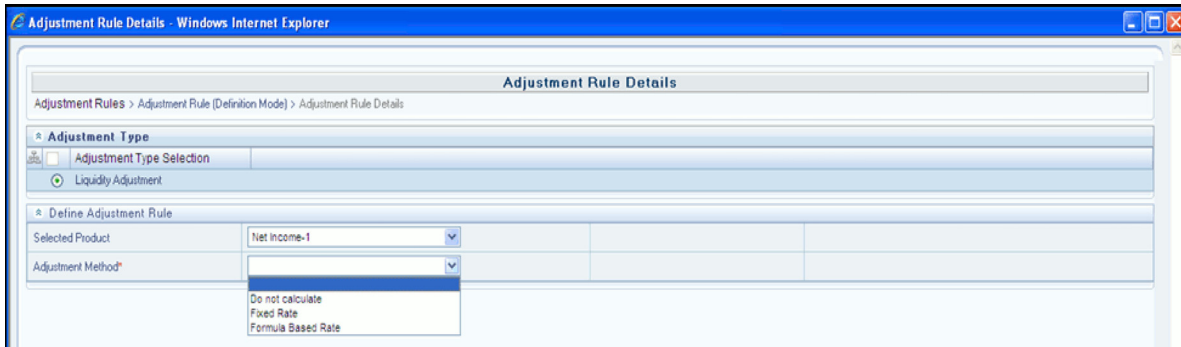 Adjustment Rule Details - Windows Internet Explorer
Adjustment Rule Details
Adjustment Rules > Adjustment Rule (Definition Mode) > Adjustment Rule Details
Adjustment Type
Adjustment Type Selection
Liquidity Adjustment
Define Adjustment Rule
Selected Product Net Income-1
Adjustment Method*
Do not calculate
Fixed Rate
Formula Based Rate